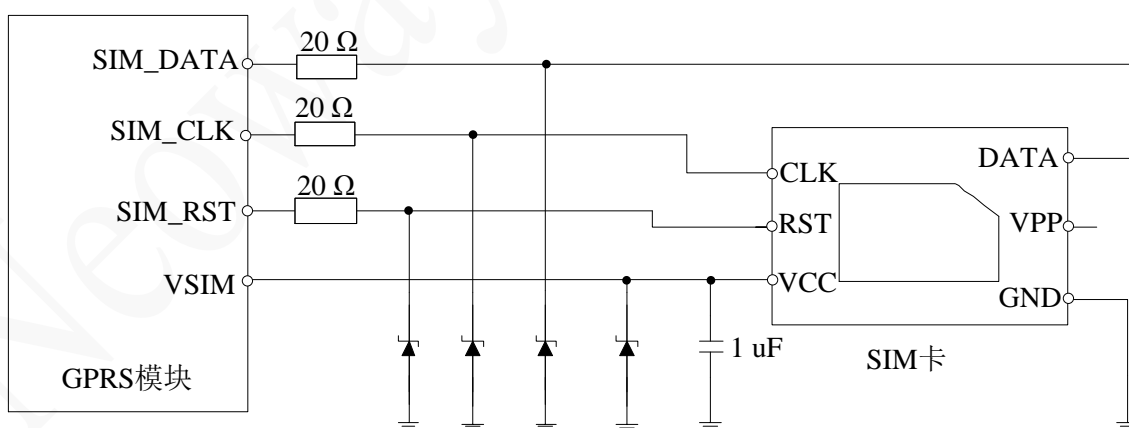 20 Ω
SIM_DATA
20 Ω
SIM_CLK
20 Ω
SIM_RST
VSIM
GPRS模块
CLK
DATA
RST
VPP
VCC
GND
1 uF
SIM卡
Neoway